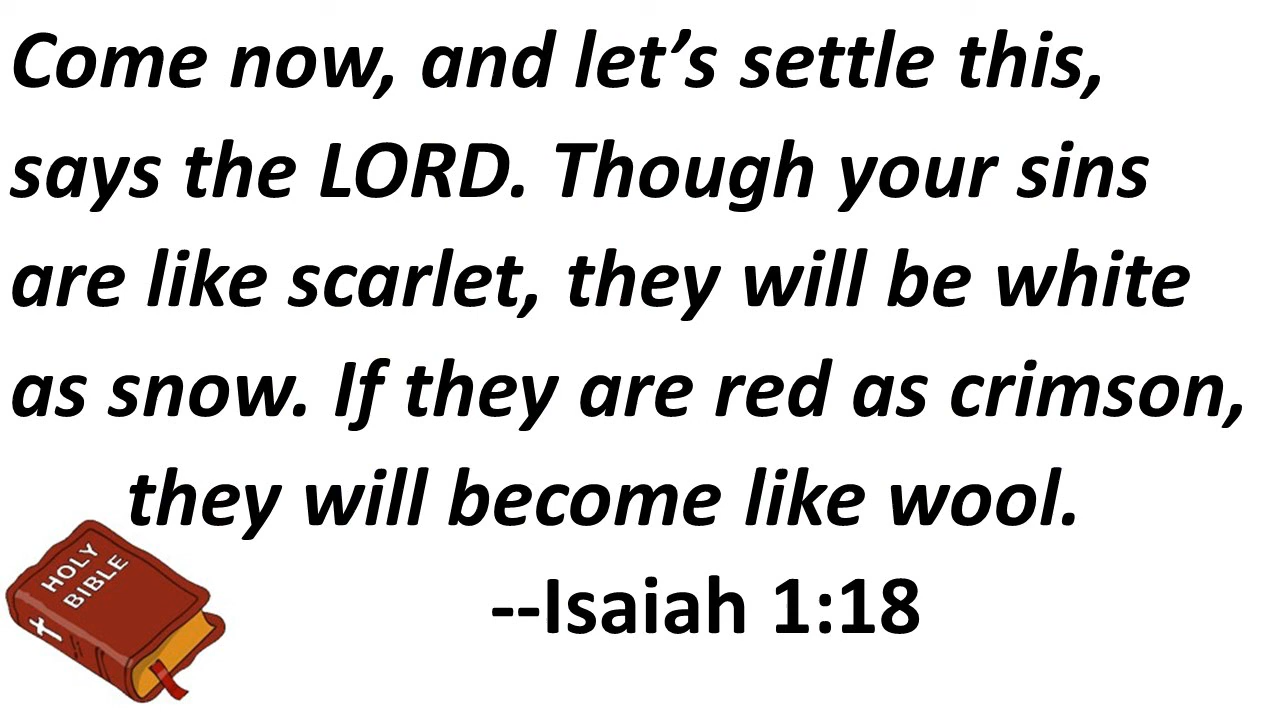 Come now, and let’s settle this,
says the LORD. Though your sins
are like scarlet, they will be white
as snow. If they are red as crimson,
they will become like wool.
HOLY
BIBLE
--Isaiah 1:18